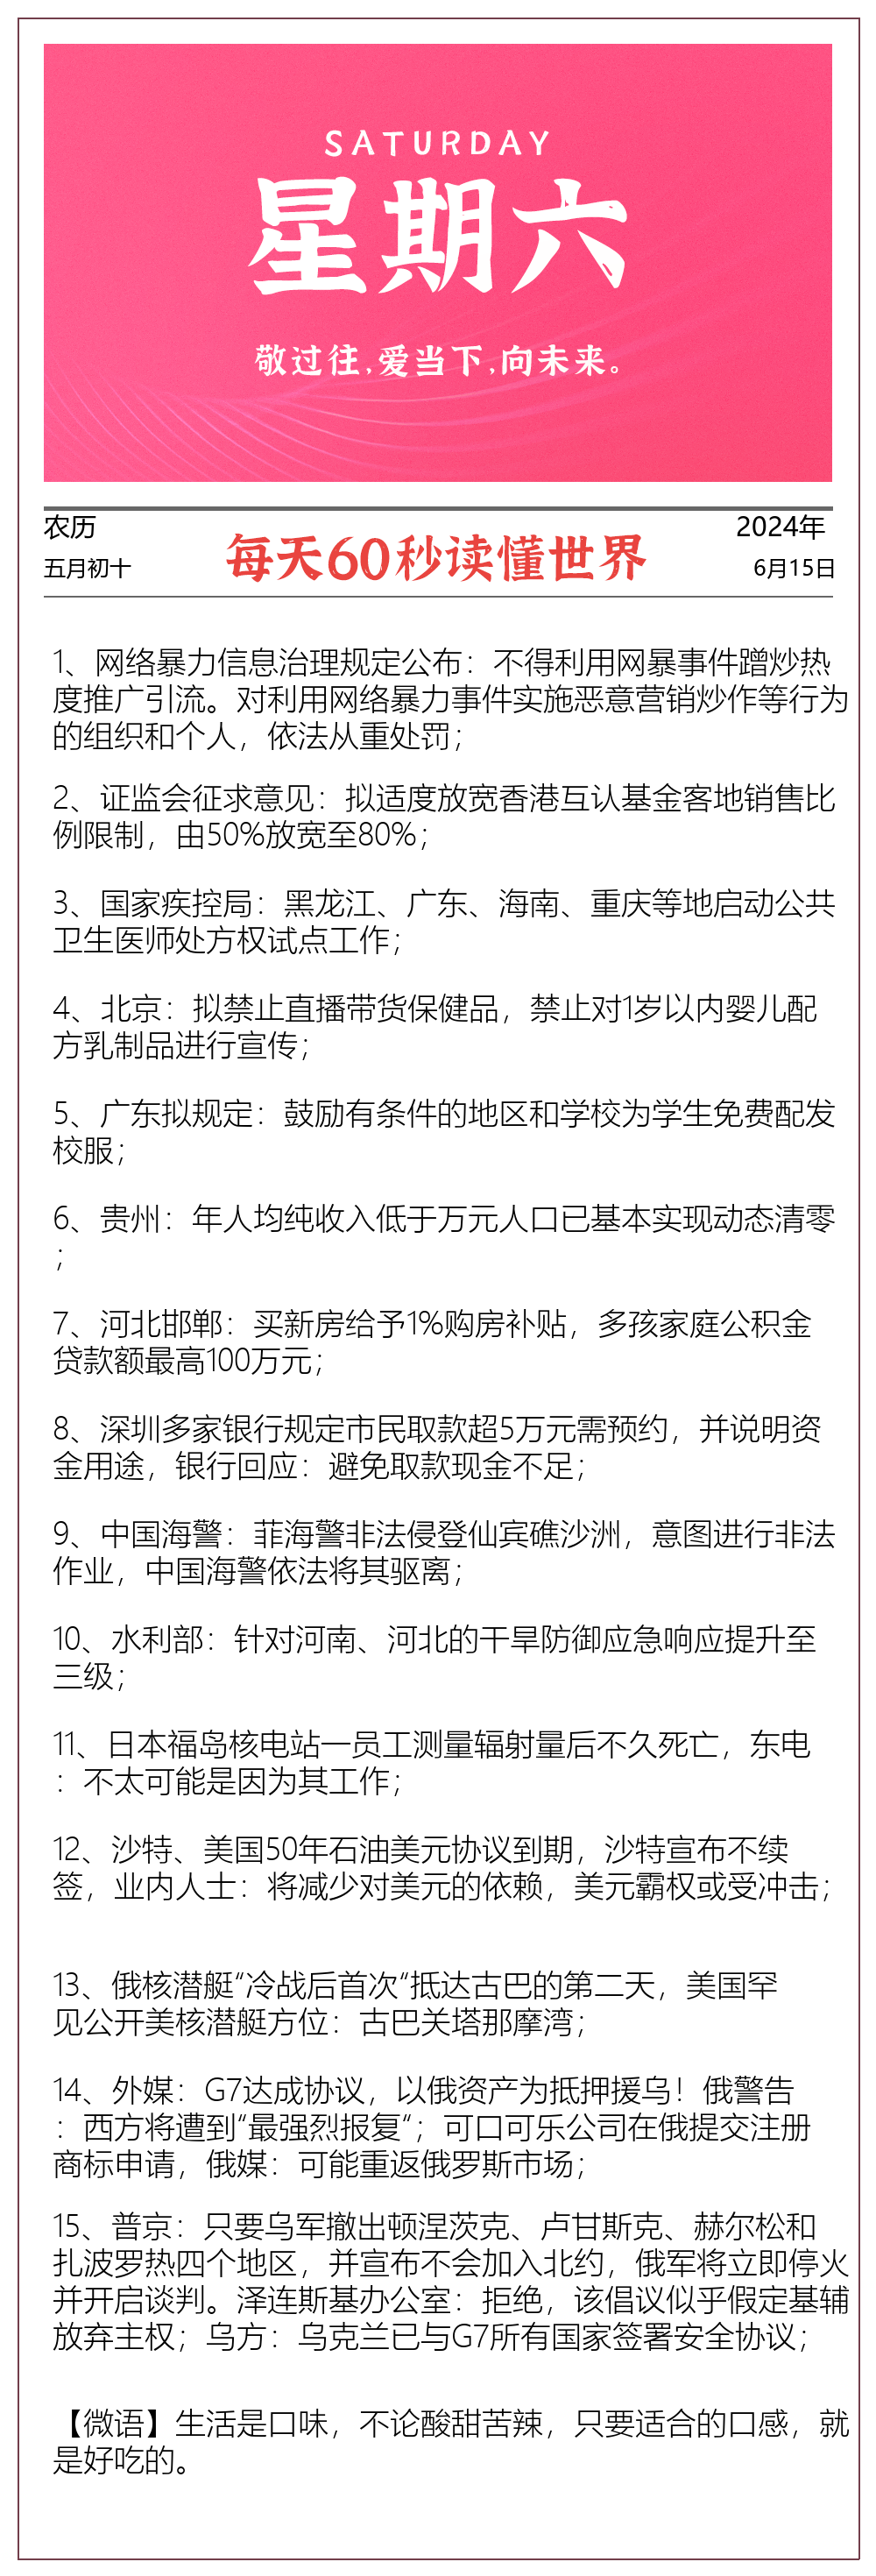 SATURDAY
星期六
敬过往,爱当下,向未来。
农历
五月初十
每天60秒读懂世界
2024年
6月15日
1、网络暴力信息治理规定公布：不得利用网暴事件蹭炒热
度推广引流。对利用网络暴力事件实施恶意营销炒作等行为
的组织和个人，依法从重处罚；
2、证监会征求意见：拟适度放宽香港互认基金客地销售比
例限制，由50%放宽至80%；
3、国家疾控局：黑龙江、广东、海南、重庆等地启动公共
卫生医师处方权试点工作；
4、北京：拟禁止直播带货保健品，禁止对1岁以内婴儿配
方乳制品进行宣传；
5、广东拟规定：鼓励有条件的地区和学校为学生免费配发
校服；
6、贵州：年人均纯收入低于万元人口已基本实现动态清零
；
7、河北邯郸：买新房给予1%购房补贴，多孩家庭公积金
贷款额最高100万元；
8、深圳多家银行规定市民取款超5万元需预约，并说明资
金用途，银行回应：避免取款现金不足；
9、中国海警：菲海警非法侵登仙宾礁沙洲，意图进行非法
作业，中国海警依法将其驱离；
10、水利部：针对河南、河北的干旱防御应急响应提升至
三级；
11、日本福岛核电站一员工测量辐射量后不久死亡，东电
：不太可能是因为其工作；
12、沙特、美国50年石油美元协议到期，沙特宣布不续
签，业内人士：将减少对美元的依赖，美元霸权或受冲击；
13、俄核潜艇“冷战后首次“抵达古巴的第二天，美国罕
见公开美核潜艇方位：古巴关塔那摩湾；
14、外媒：G7达成协议，以俄资产为抵押援乌！俄警告
：西方将遭到“最强烈报复“；可口可乐公司在俄提交注册
商标申请，俄媒：可能重返俄罗斯市场；
15、普京：只要乌军撤出顿涅茨克、卢甘斯克、赫尔松和
扎波罗热四个地区，并宣布不会加入北约，俄军将立即停火
并开启谈判。泽连斯基办公室：拒绝，该倡议似乎假定基辅
放弃主权；乌方：乌克兰已与G7所有国家签署安全协议；
【微语】生活是口味，不论酸甜苦辣，只要适合的口感，就
是好吃的。